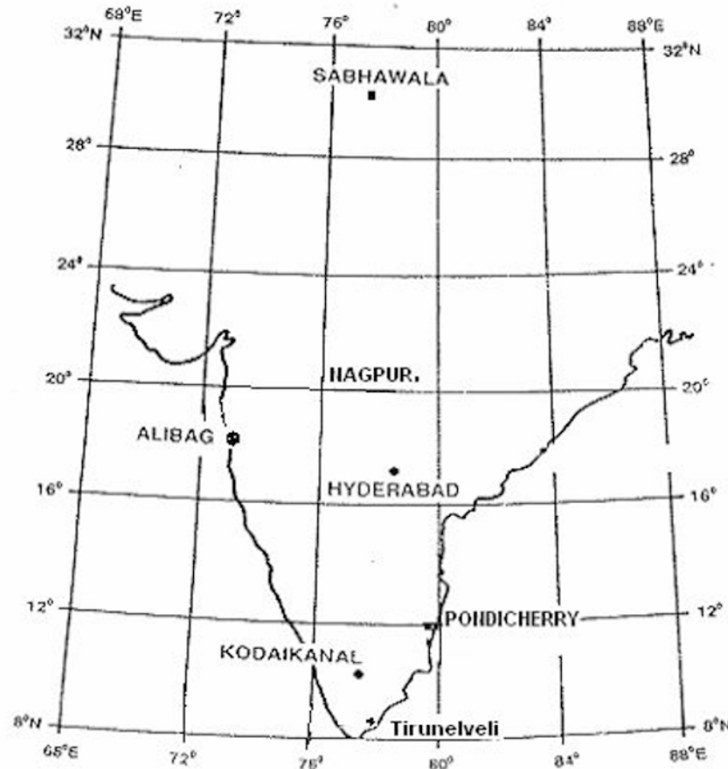 68°E 72° 76° 80° 84° 88°E
32°N 32°N
SABHAWALA
28° 28°
24° 24°
NAGPUR.
20° 20°
ALIBAG
HYDERABAD
16° 16°
12° PONDICHERRY 12°
KODAIKANAL
8°N Tirunelveli 8°N
68°E 72° 76° 80° 84° 88°E